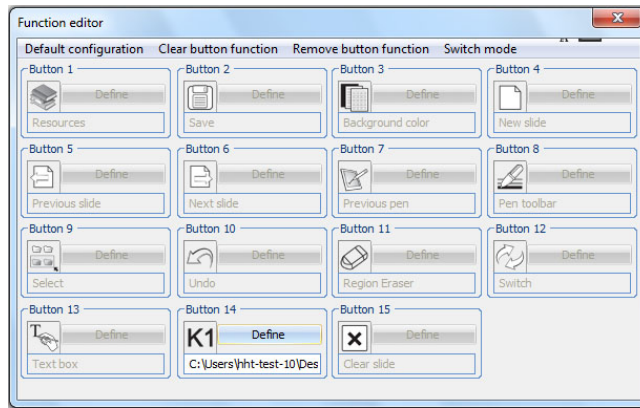 Function editor
Default configuration Clear button function Remove button function Switch mode
Button 1 Button 2 Button 3 Button 4
Define Define Define Define
Resources Save Background color New slide
Button 5 Button 6 Button 7 Button 8
Define Define Define Define
Previous slide Next slide Previous pen Pen toolbar
Button 9 Button 10 Button 11 Button 12
Define Define Define Define
Select Undo Region Eraser Switch
Button 13 Button 14 Button 15
T Define K1 Define Define
Text box C:\Users\hht-test-10\Des Clear slide